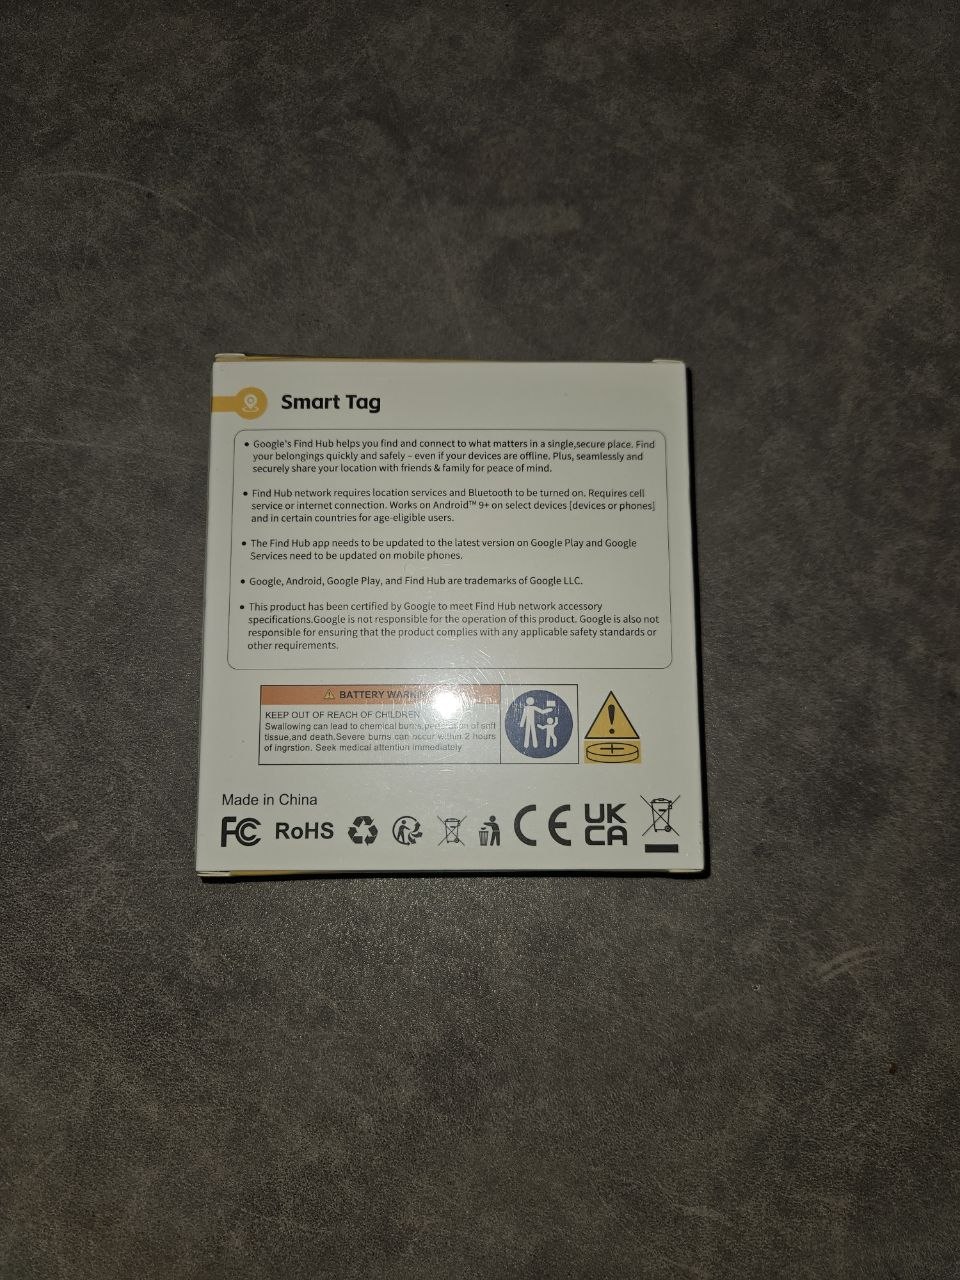 Smart Tag
• Google's Find Hub helps you find and connect to what matters in a single,secure place. Find
your belongings quickly and safely – even if your devices are offline. Plus, seamlessly and
securely share your location with friends & family for peace of mind.
• Find Hub network requires location services and Bluetooth to be turned on. Requires cell
service or internet connection. Works on Android™ 9+ on select devices [devices or phones]
and in certain countries for age-eligible users.
• The Find Hub app needs to be updated to the latest version on Google Play and Google
Services need to be updated on mobile phones.
• Google, Android, Google Play, and Find Hub are trademarks of Google LLC.
• This product has been certified by Google to meet Find Hub network accessory
specifications.Google is not responsible for the operation of this product. Google is also not
responsible for ensuring that the product complies with any applicable safety standards or
other requirements.
BATTERY
KEEP OUT OF REACH OF CHILDREN
Swallowing can lead to chemical burns, of soft
tissue,and death.Severe burns can occur within 2 hours
of ingrstion. Seek medical attention immediately
Made in China
FC RoHS CE UK
CA